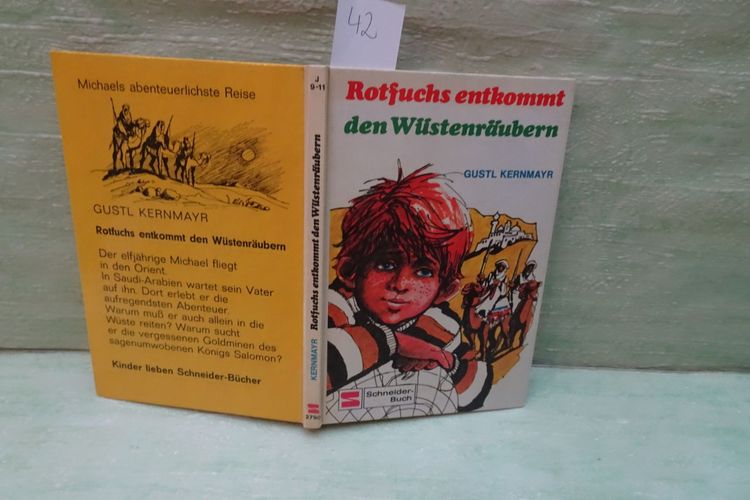 42
Michaels abenteuerlichste Reise
GUSTL KERNMAYR
Rotfuchs entkommt den Wüstenräubern
Der elfjährige Michael fliegt
in den Orient.
In Saudi-Arabien wartet sein Vater
auf ihn. Dort erlebt er die
aufregendsten Abenteuer.
Warum muß er auch allein in die
Wüste reiten? Warum sucht
er die vergessenen Goldminen des
sagenumwobenen Königs Salomon?
Kinder lieben Schneider-Bücher
J
9-11
Rotfuchs entkommt den Wüstenräubern
KERNMAYR
2790
Rotfuchs entkommt
den Wüstenräubern
GUSTL KERNMAYR
Schneider-
Buch